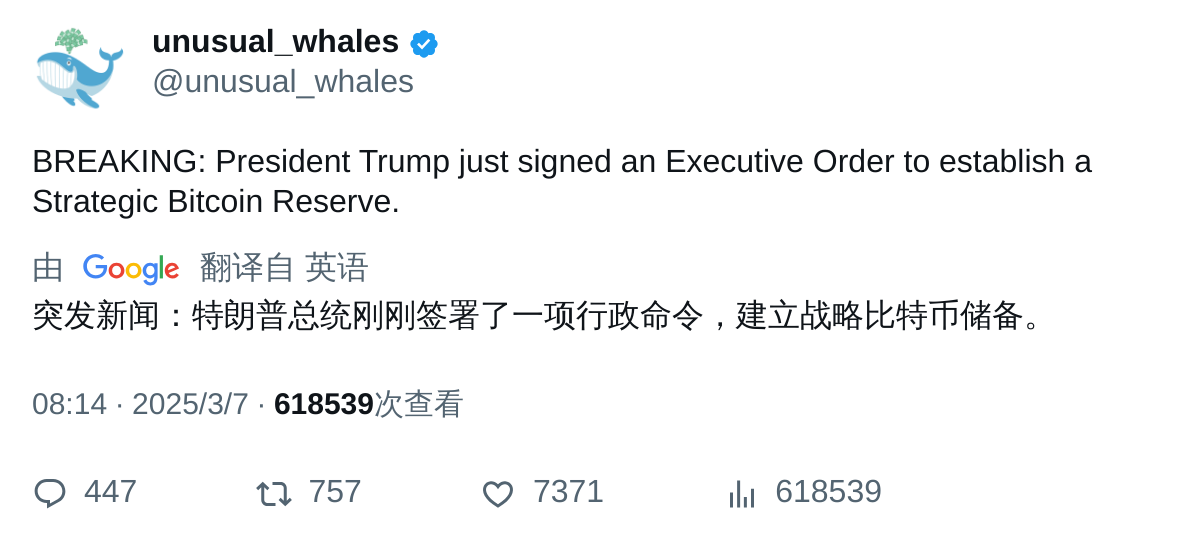 unusual_whales
@unusual_whales
BREAKING: President Trump just signed an Executive Order to establish a
Strategic Bitcoin Reserve.
由 Google 翻译自 英语
突发新闻：特朗普总统刚刚签署了一项行政命令，建立战略比特币储备。
08:14 · 2025/3/7 · 618539次查看
447 757 7371 618539